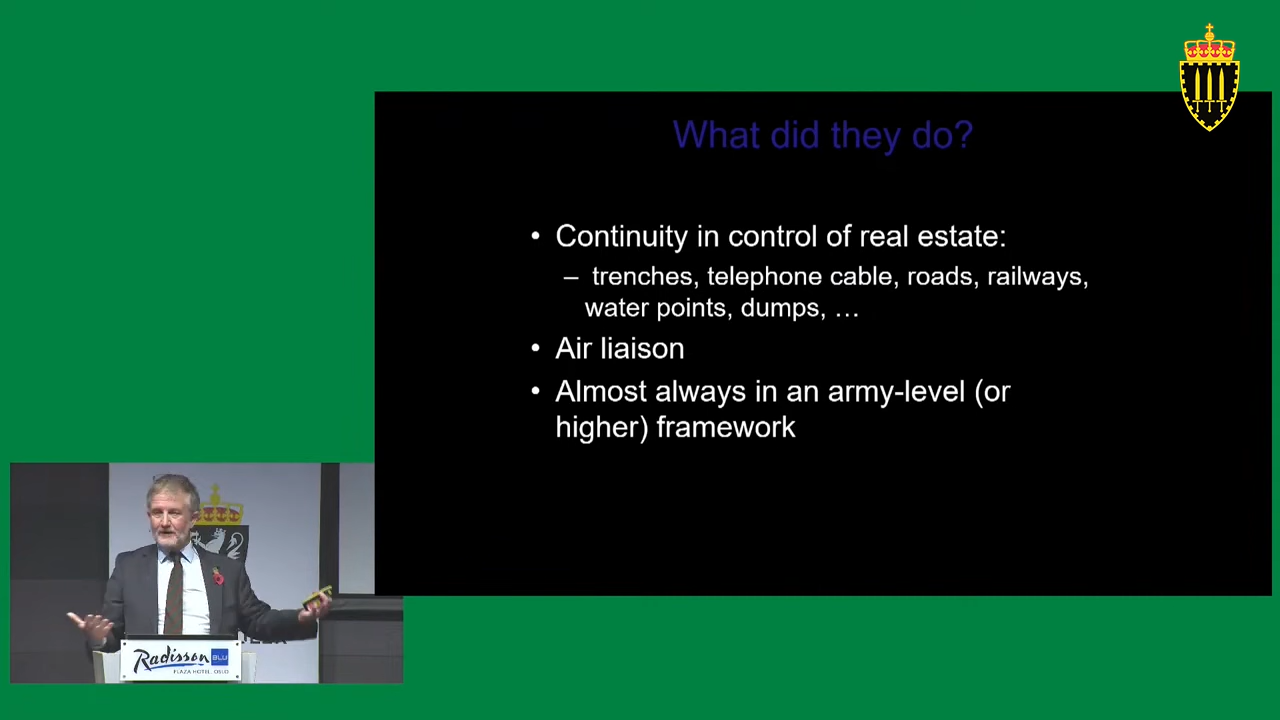 What did they do?
• Continuity in control of real estate:
– trenches, telephone cable, roads, railways,
water points, dumps, …
• Air liaison
• Almost always in an army-level (or
higher) framework
Radisson BLU
PLAZA HOTEL, OSLO